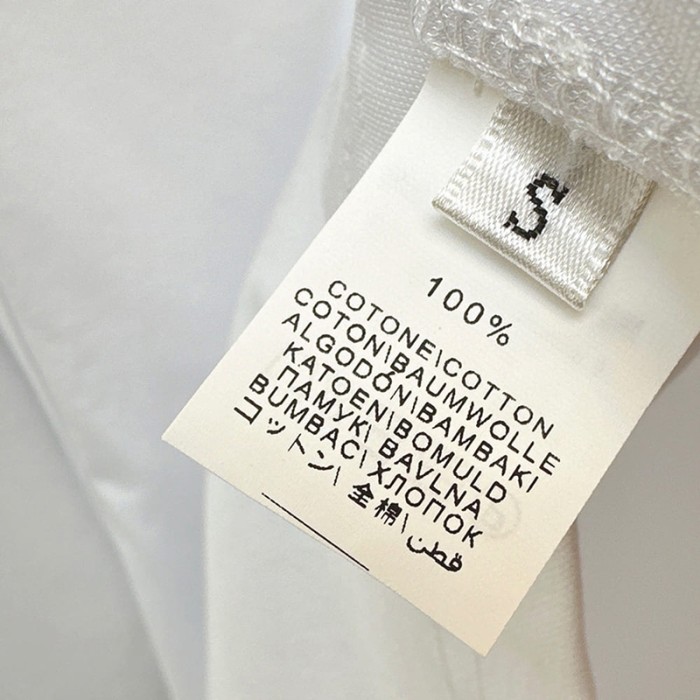 S
100%
COTONE\COTTON
COTON\BAUMWOLLE
ALGODÓN\BAMBAKI
KATOEN\BOMULD
ПАМУК\ BAVLNA
BUMBAC\ ХЛОПОК
コットン\ 全棉\ قطن